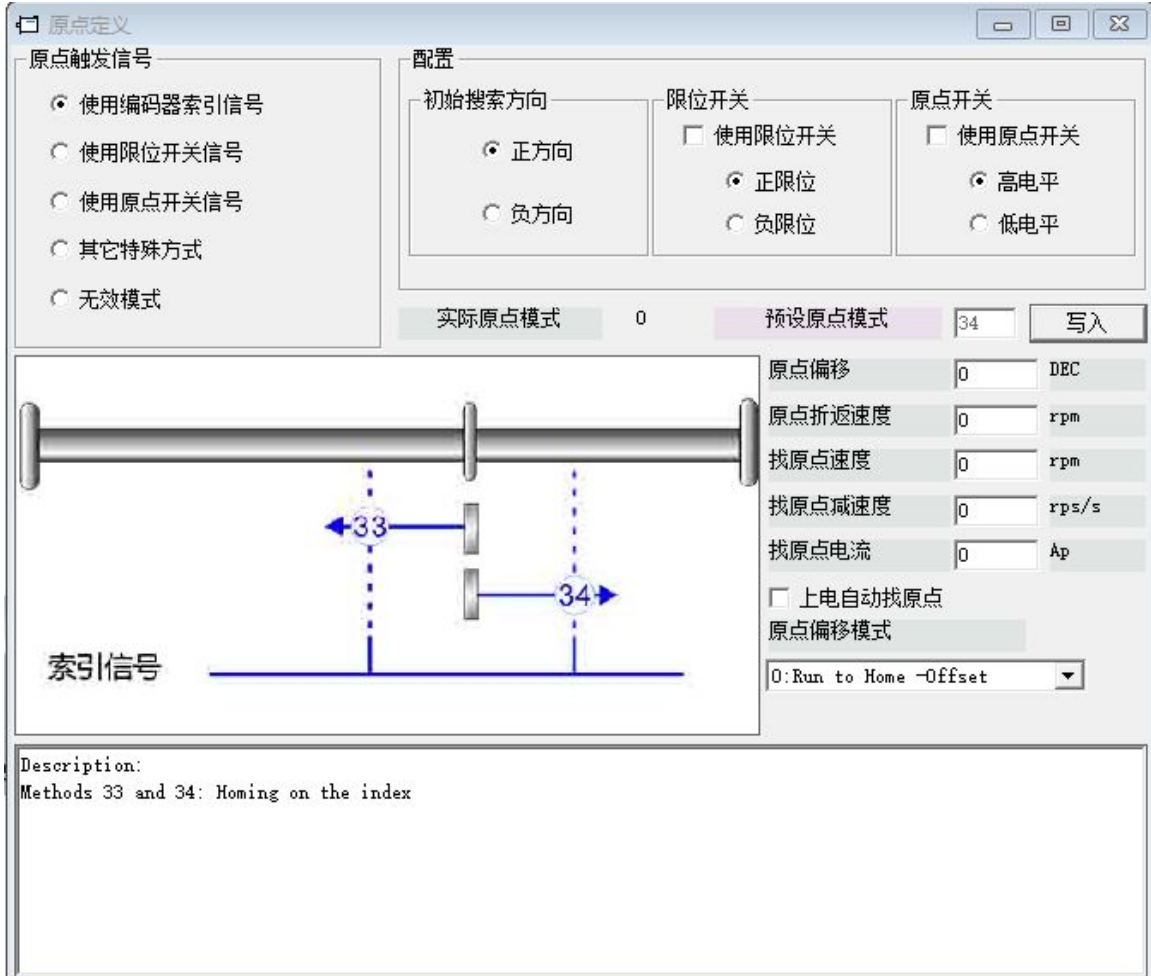 原点定义
原点触发信号
使用编码器索引信号
使用限位开关信号
使用原点开关信号
其它特殊方式
无效模式
配置
初始搜索方向
正方向
负方向
限位开关
使用限位开关
正限位
负限位
原点开关
使用原点开关
高电平
低电平
实际原点模式 0 预设原点模式 34 写入
原点偏移 0 DEC
原点折返速度 0 rpm
找原点速度 0 rpm
找原点减速度 0 rps/s
找原点电流 0 Ap
上电自动找原点
原点偏移模式
0:Run to Home -Offset
33
34
索引信号
Description:
Methods 33 and 34: Homing on the index